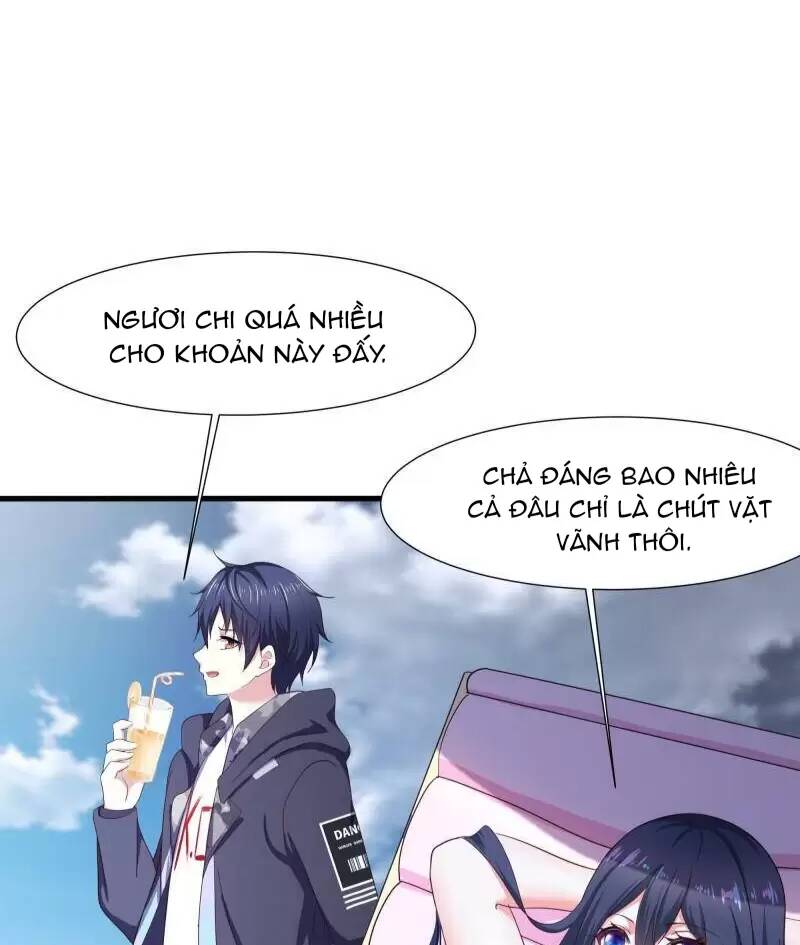 NGƯƠI CHI QUÁ NHIỀU
CHO KHOẢN NÀY ĐẤY.
CHẢ ĐÁNG BAO NHIÊU
CẢ ĐÂU CHỈ LÀ CHÚT VẶT
VÃNH THÔI.
DANG